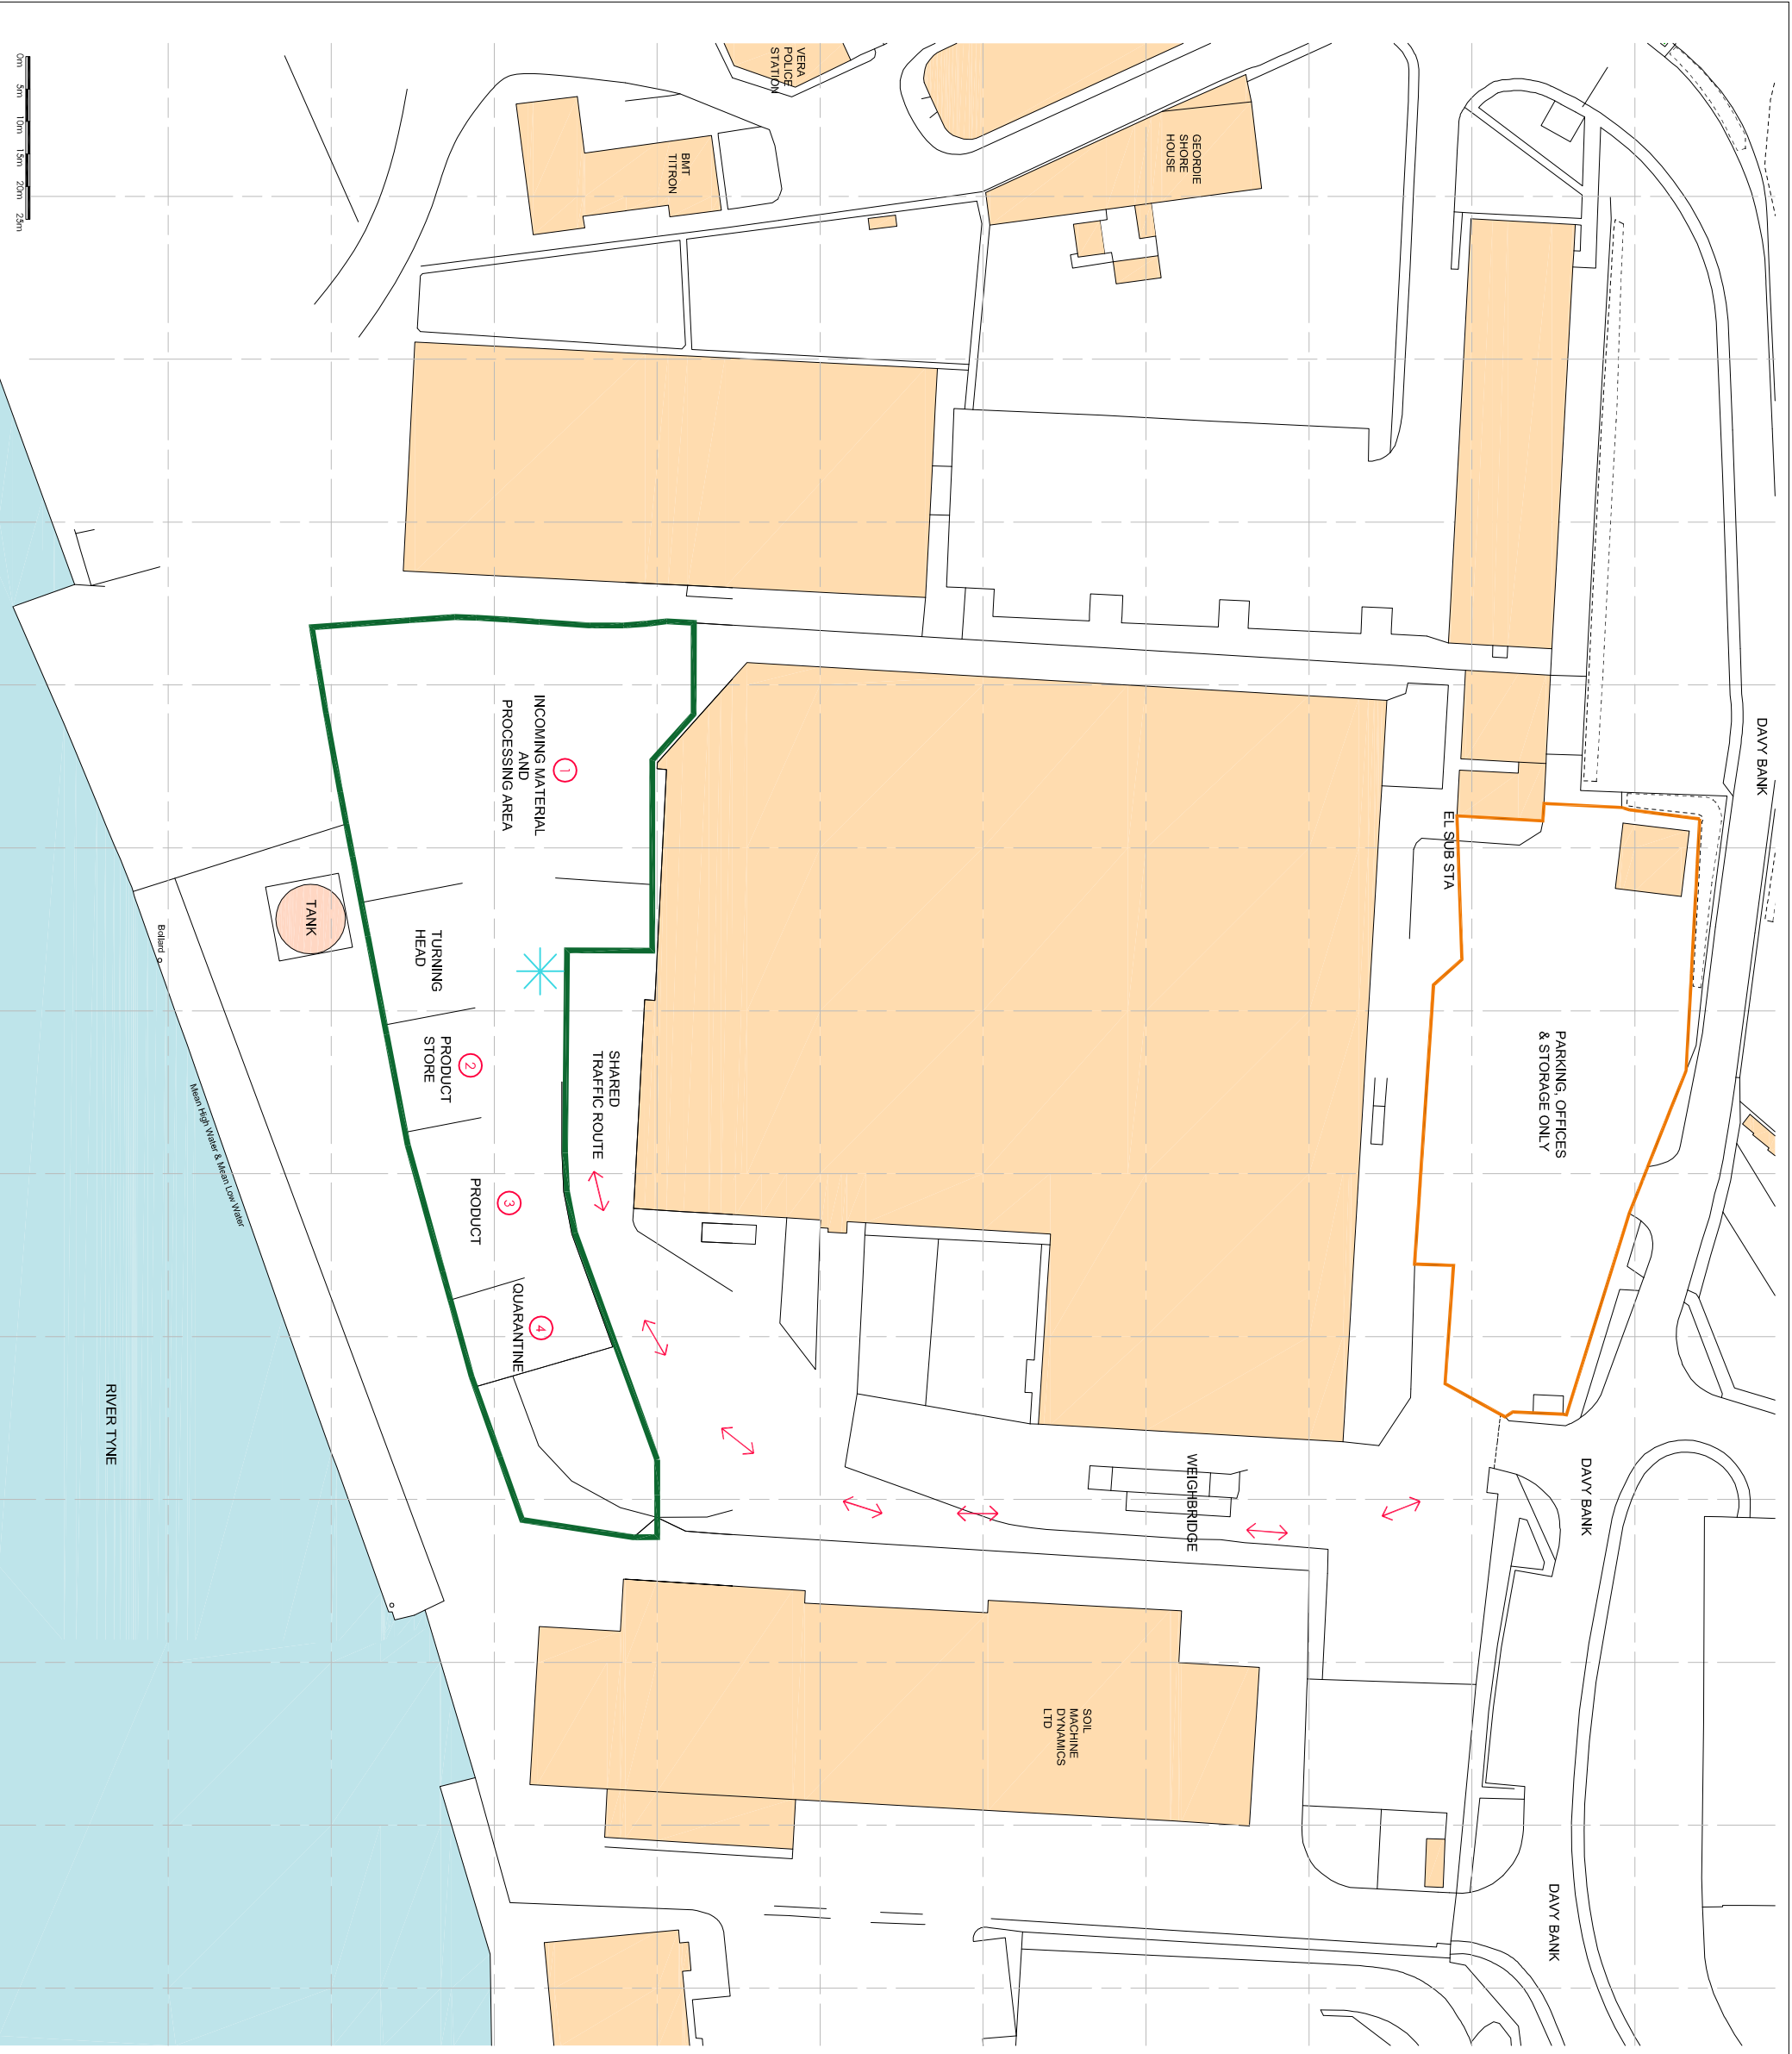 DAVY BANK
DAVY BANK
DAVY BANK
GEORDIE
SHORE
HOUSE
VERA
POLICE
STATION
BMT
TITRON
0m
5m
10m
15m
20m
25m
EL SUB STA
PARKING, OFFICES
& STORAGE ONLY
WEIGHBRIDGE
SHARED
TRAFFIC ROUTE
1
INCOMING MATERIAL
AND
PROCESSING AREA
TURNING
HEAD
2
PRODUCT
STORE
3
PRODUCT
4
QUARANTINE
TANK
Bollard
Mean High Water & Mean Low Water
RIVER TYNE
SOIL
MACHINE
DYNAMICS
LTD